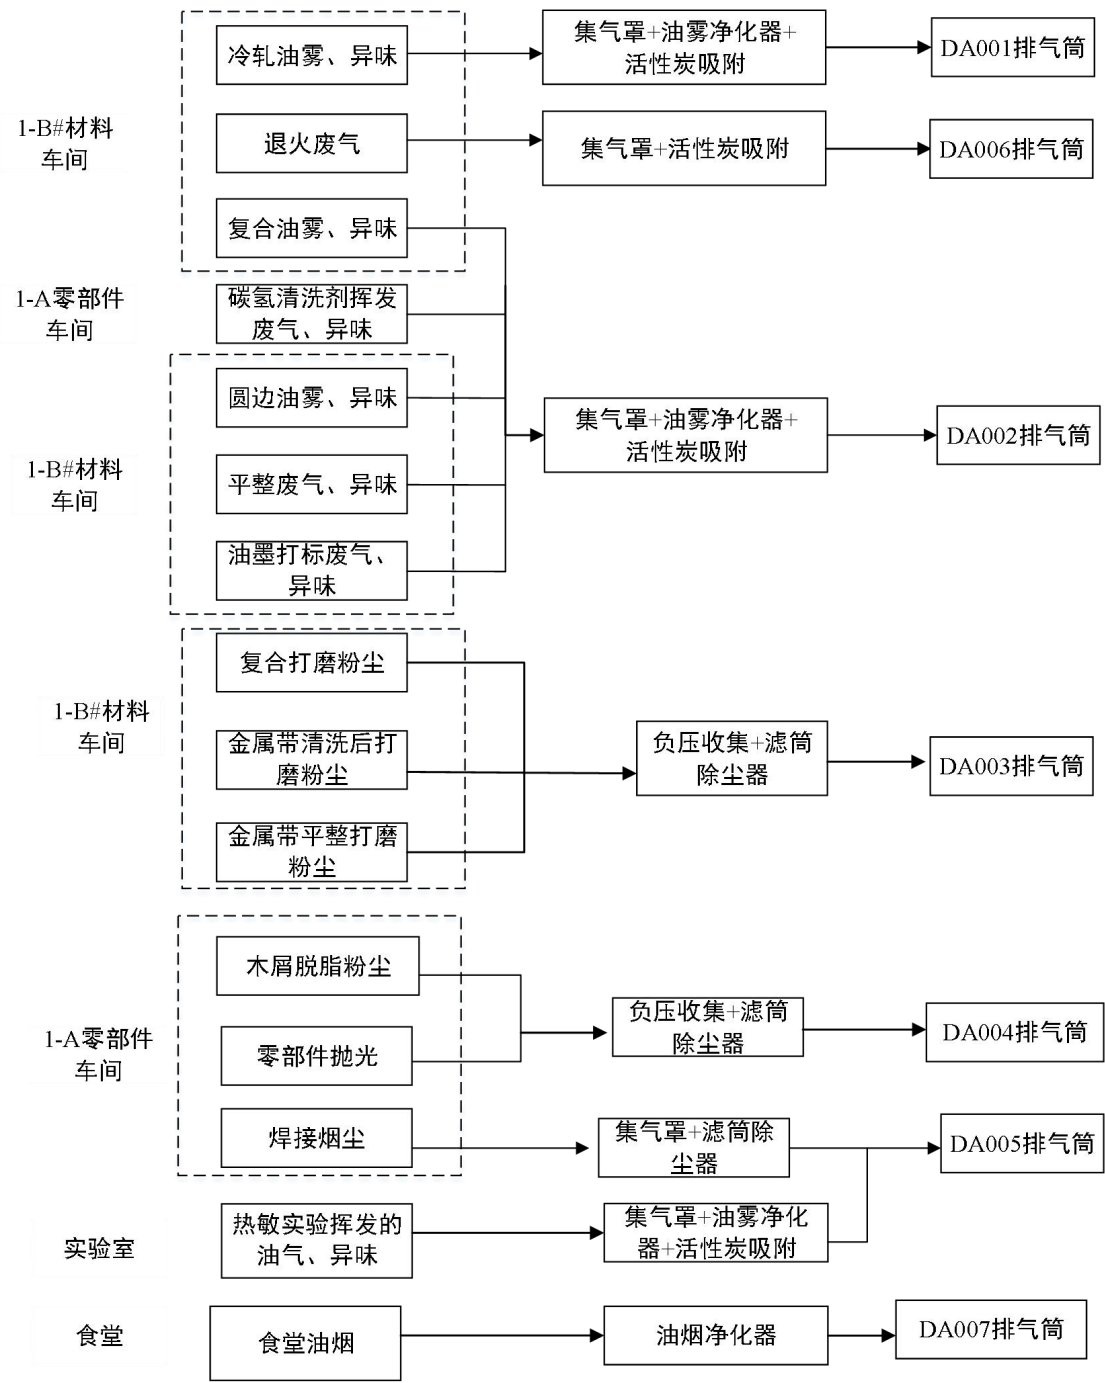 冷轧油雾、异味
集气罩+油雾净化器+
活性炭吸附
DA001排气筒
1-B#材料
车间
退火废气
集气罩+活性炭吸附
DA006排气筒
复合油雾、异味
1-A零部件
车间
碳氢清洗剂挥发
废气、异味
圆边油雾、异味
集气罩+油雾净化器+
活性炭吸附
DA002排气筒
1-B#材料
车间
平整废气、异味
油墨打标废气、
异味
复合打磨粉尘
1-B#材料
车间
金属带清洗后打
磨粉尘
负压收集+滤筒
除尘器
DA003排气筒
金属带平整打磨
粉尘
木屑脱脂粉尘
1-A零部件
车间
零部件抛光
负压收集+滤筒
除尘器
DA004排气筒
焊接烟尘
集气罩+滤筒除
尘器
DA005排气筒
实验室
热敏实验挥发的
油气、异味
集气罩+油雾净化
器+活性炭吸附
食堂
食堂油烟
油烟净化器
DA007排气筒